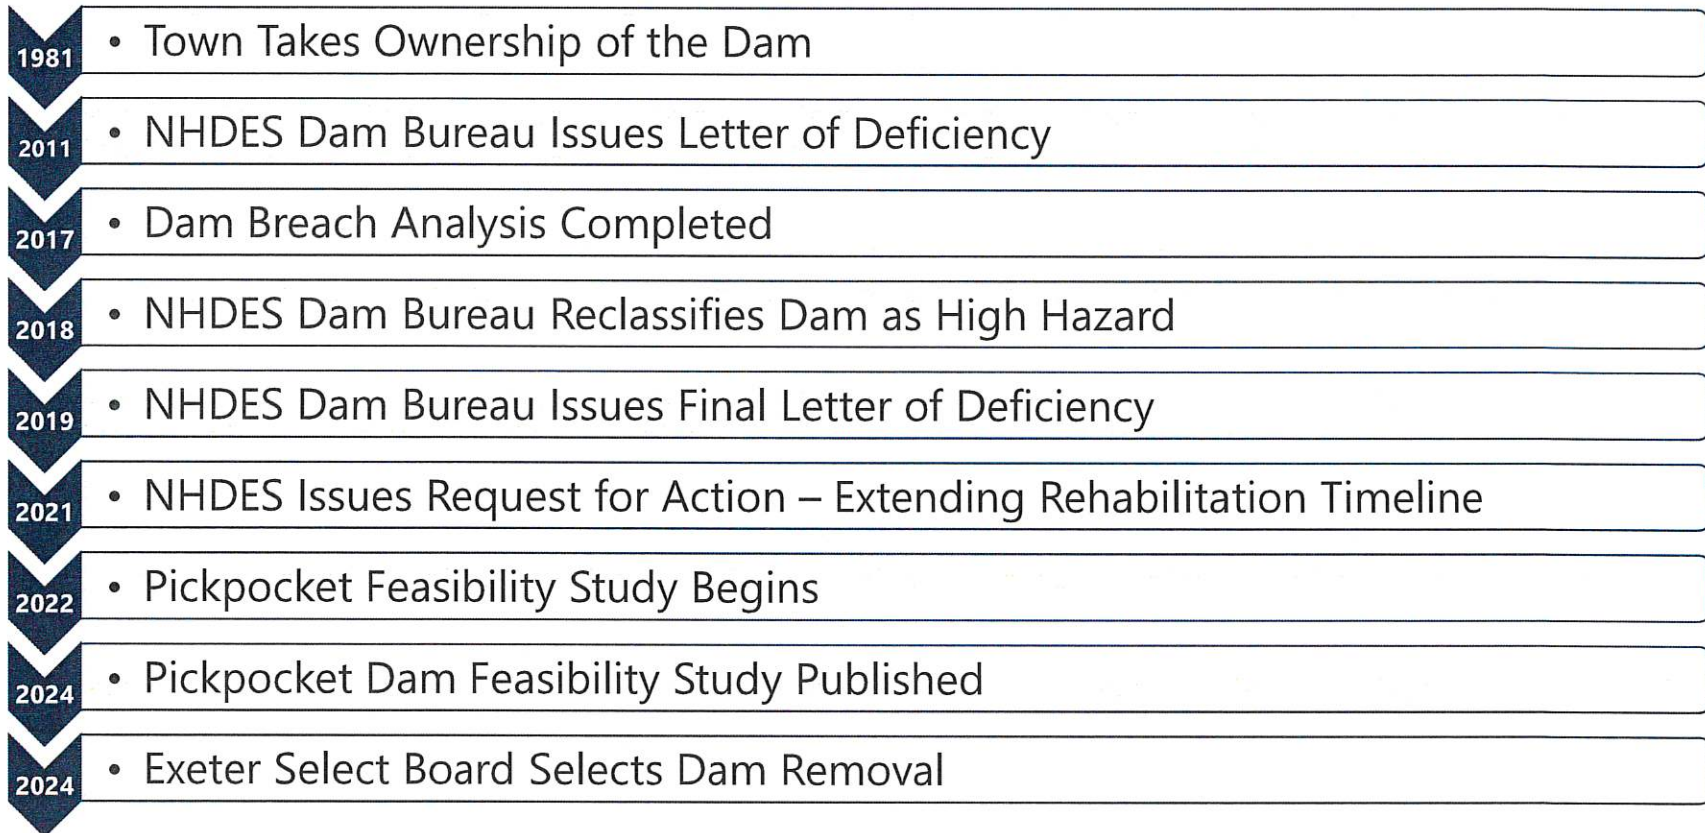 1981
• Town Takes Ownership of the Dam
2011
• NHDES Dam Bureau Issues Letter of Deficiency
2017
• Dam Breach Analysis Completed
2018
• NHDES Dam Bureau Reclassifies Dam as High Hazard
2019
• NHDES Dam Bureau Issues Final Letter of Deficiency
2021
• NHDES Issues Request for Action – Extending Rehabilitation Timeline
2022
• Pickpocket Feasibility Study Begins
2024
• Pickpocket Dam Feasibility Study Published
2024
• Exeter Select Board Selects Dam Removal